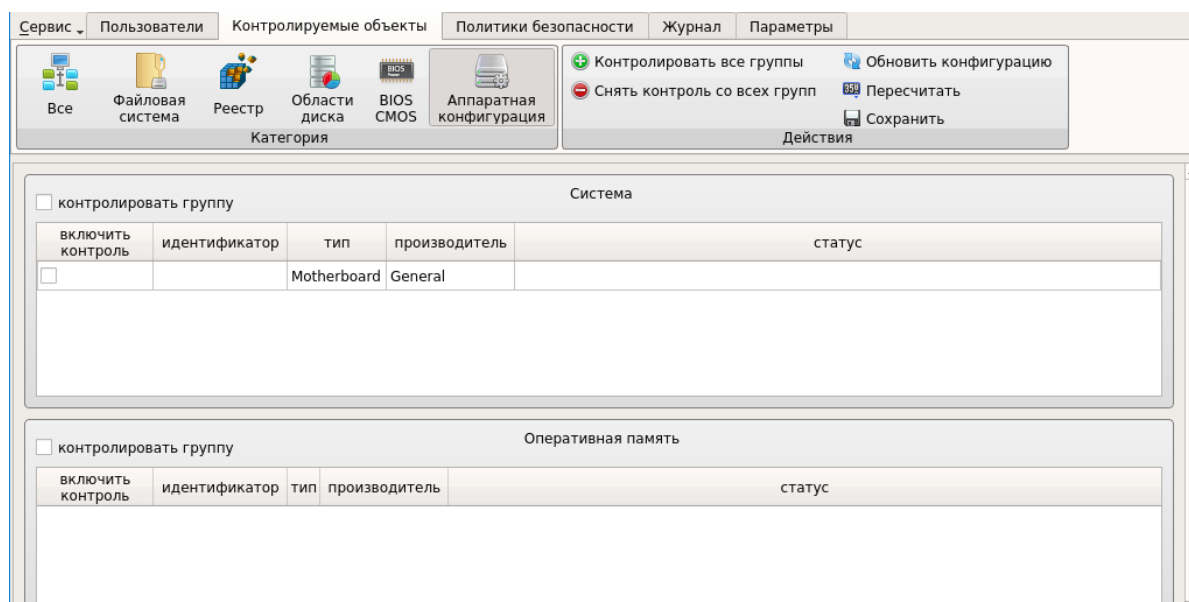 Сервис Пользователи Контролируемые объекты Политики безопасности Журнал Параметры
Все
Файловая система
Реестр
Области диска
BIOS
BIOS CMOS
Аппаратная конфигурация
Категория
Контролировать все группы
Снять контроль со всех групп
Обновить конфигурацию
Пересчитать
Сохранить
Действия
Система
контролировать группу
включить контроль идентификатор тип производитель статус
Motherboard General
Оперативная память
контролировать группу
включить контроль идентификатор тип производитель статус